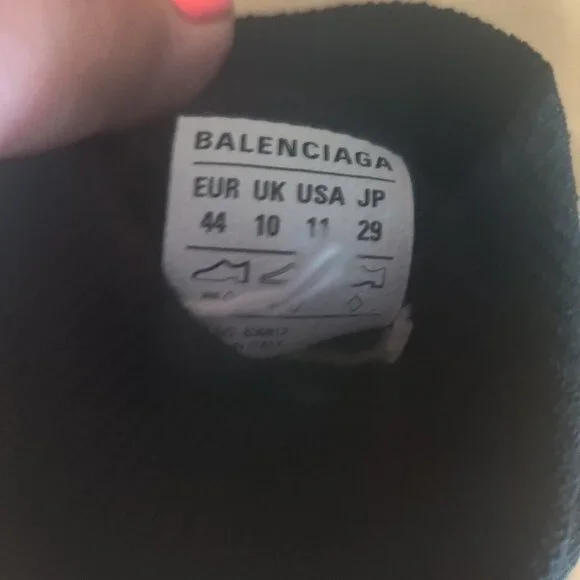 BALENCIAGA
EUR UK USA JP
44 10 11 29